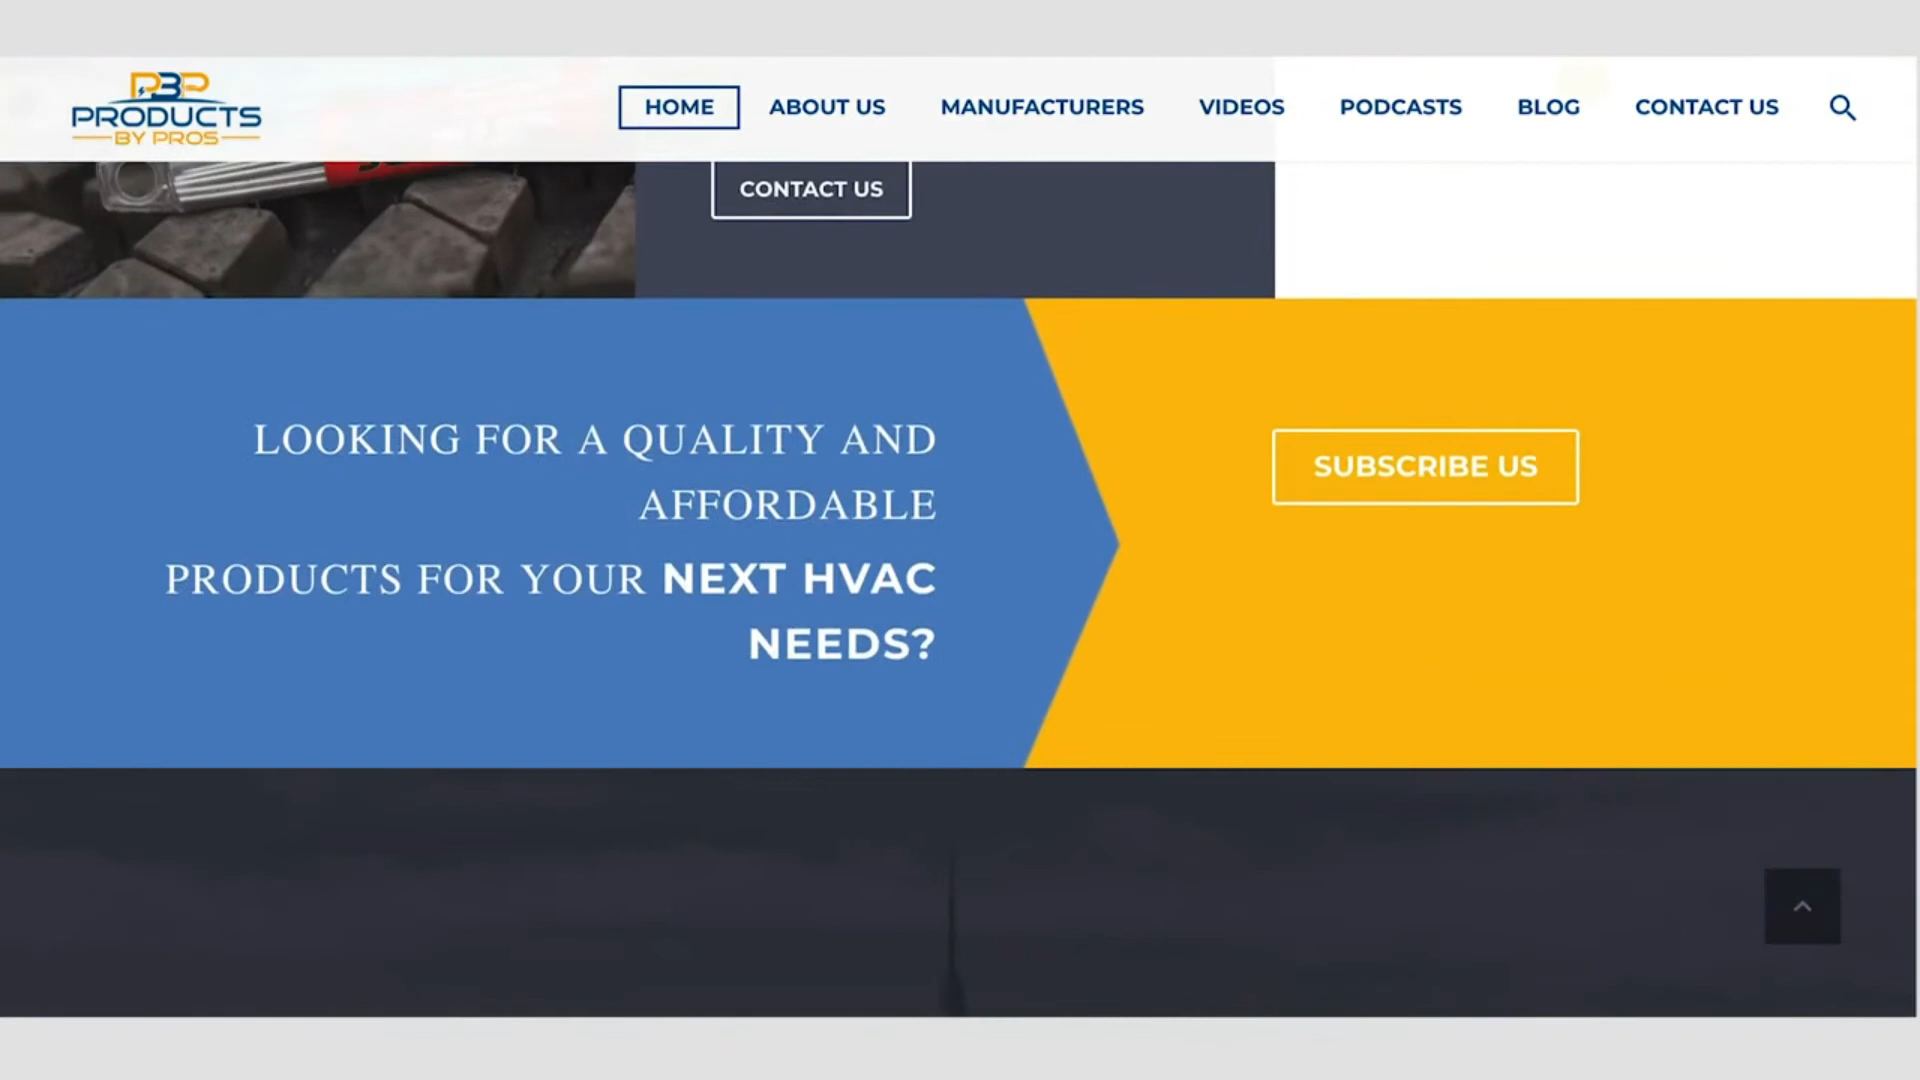 PBP
PRODUCTS
BY PROS
HOME ABOUT US MANUFACTURERS VIDEOS PODCASTS BLOG CONTACT US
CONTACT US
LOOKING FOR A QUALITY AND
AFFORDABLE
PRODUCTS FOR YOUR NEXT HVAC
NEEDS?
SUBSCRIBE US